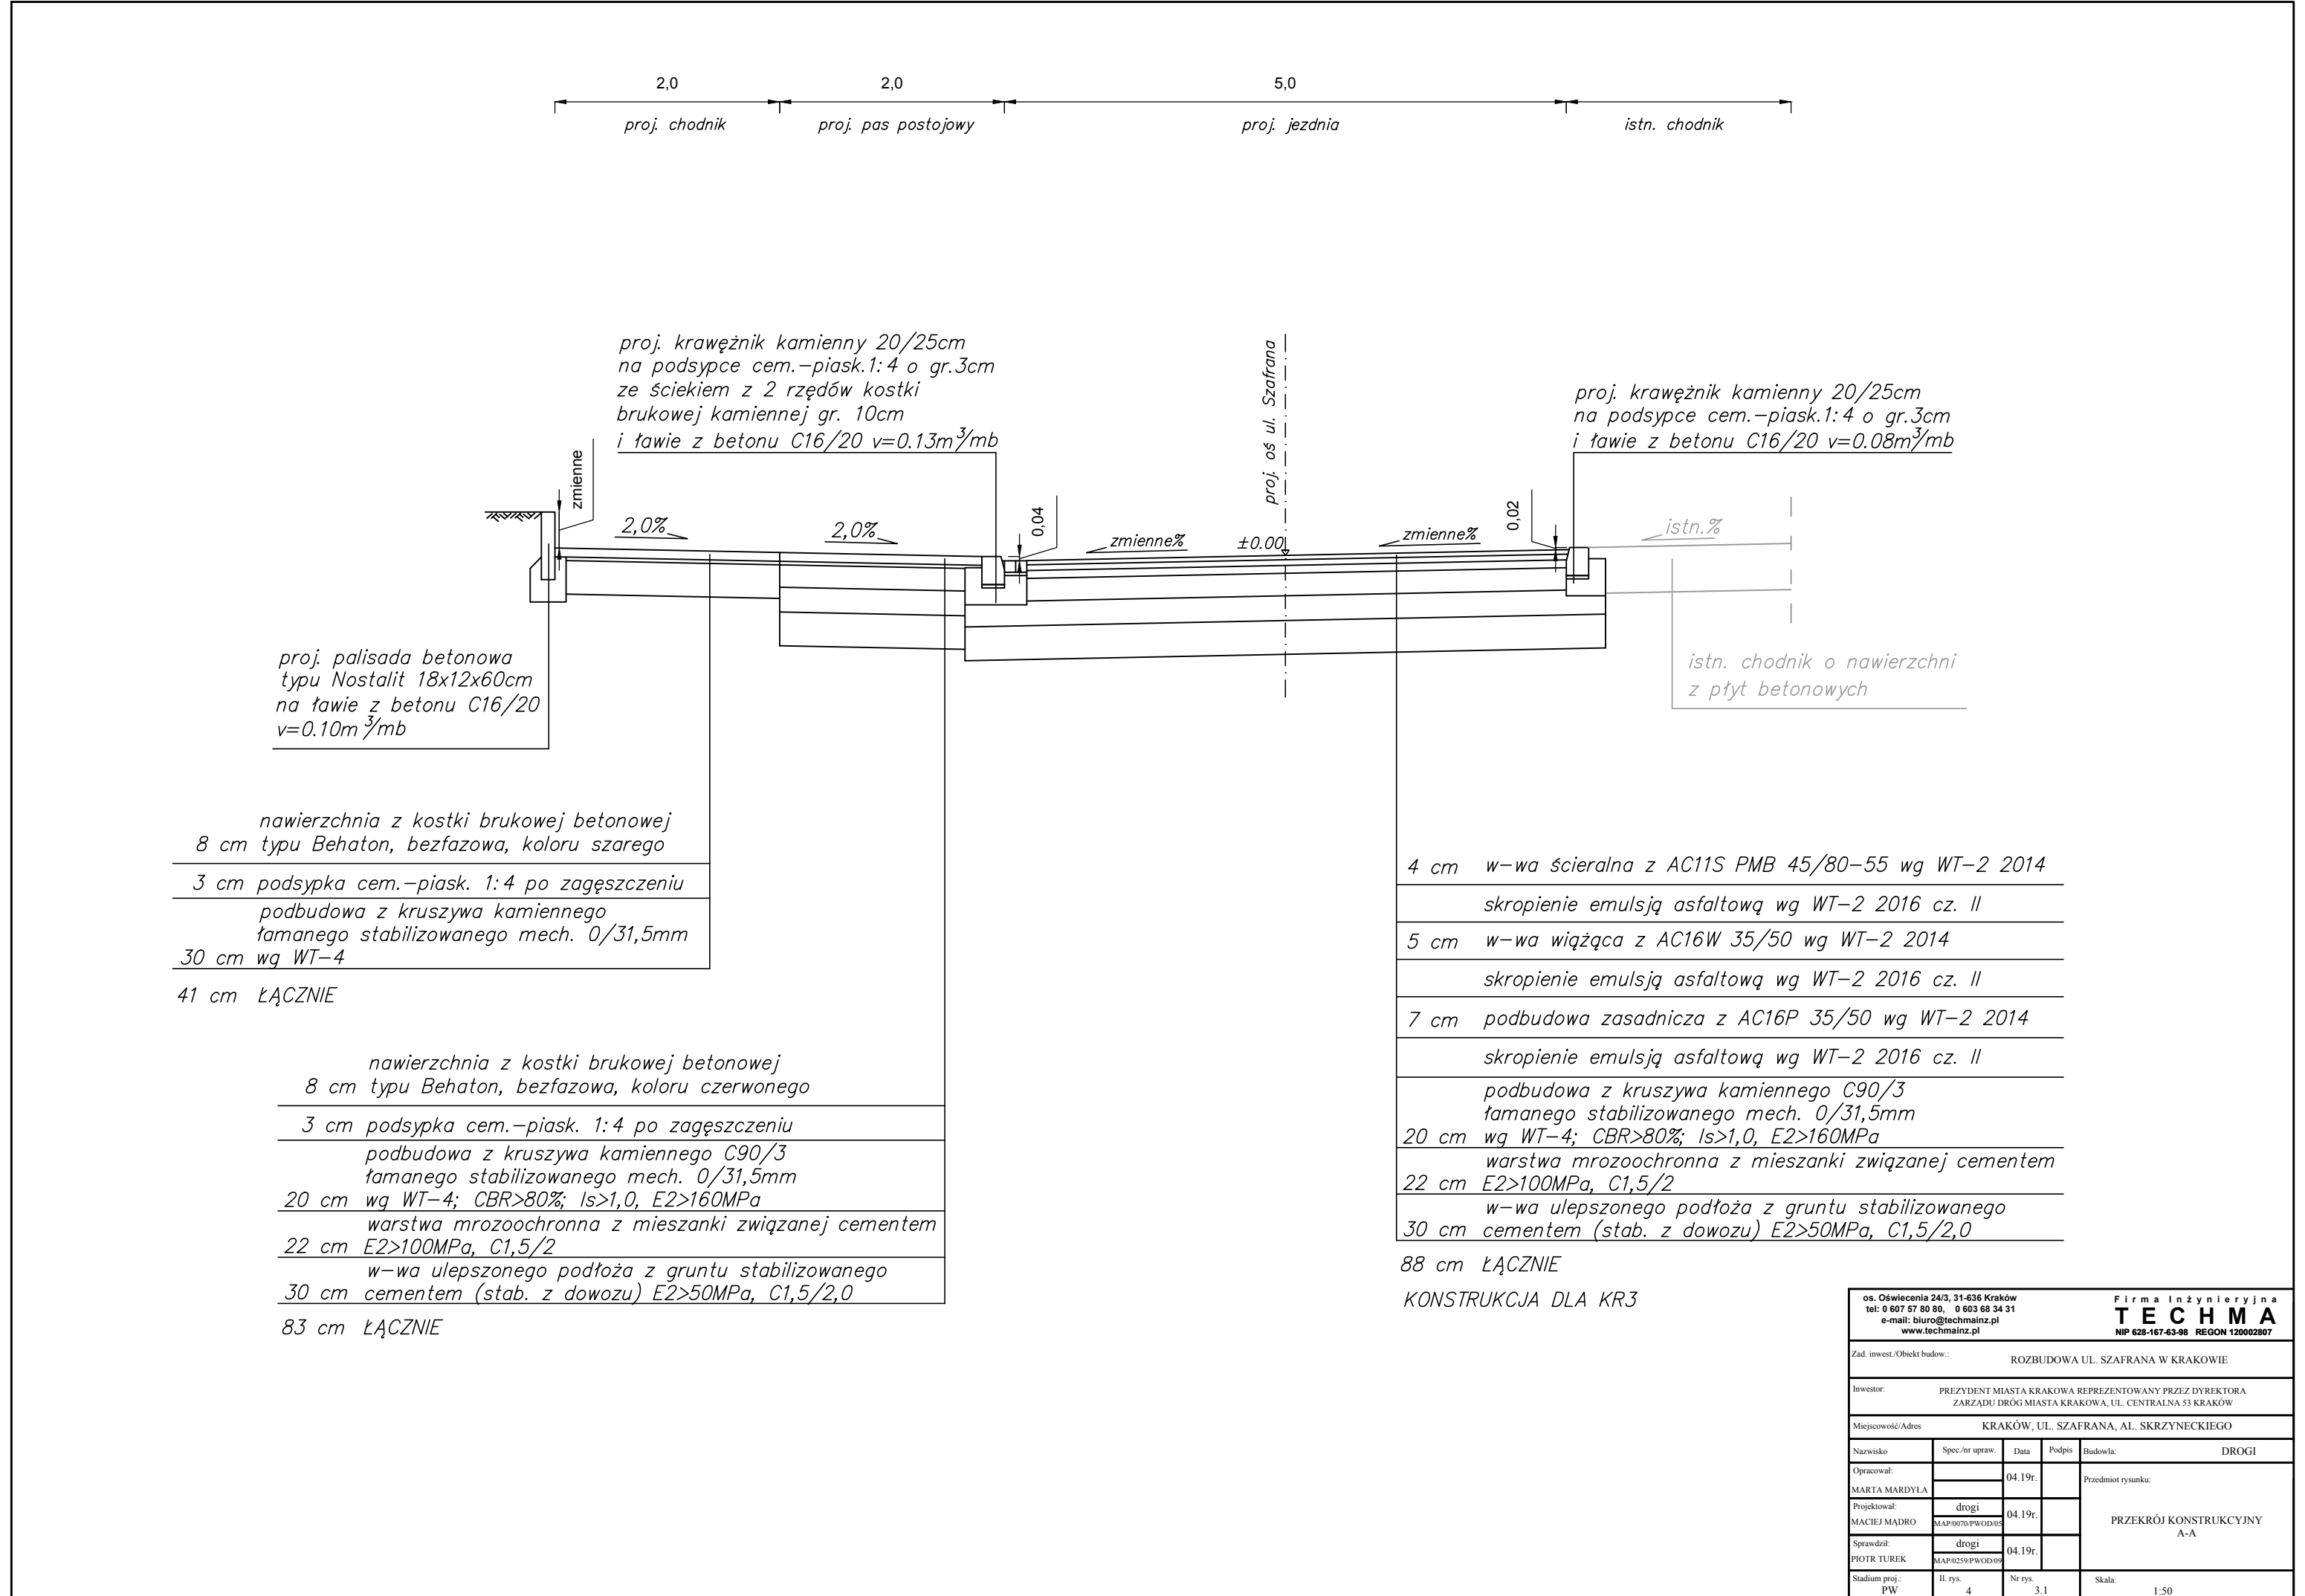 2,0 2,0 5,0
proj. chodnik proj. pas postojowy proj. jezdnia istn. chodnik
proj. krawężnik kamienny 20/25cm
na podsypce cem.-piask.1:4 o gr.3cm
ze ściekiem z 2 rzędów kostki
brukowej kamiennej gr. 10cm
i ławie z betonu C16/20 v=0.13m³/mb
proj. oś ul. Szafrana
proj. krawężnik kamienny 20/25cm
na podsypce cem.-piask.1:4 o gr.3cm
i ławie z betonu C16/20 v=0.08m³/mb
zmienne
2,0%
2,0%
0,04
zmienne%
±0.00
zmienne%
0,02
istn.%
proj. palisada betonowa
typu Nostalit 18x12x60cm
na ławie z betonu C16/20
v=0.10m³/mb
istn. chodnik o nawierzchni
z płyt betonowych
nawierzchnia z kostki brukowej betonowej
8 cm typu Behaton, bezfazowa, koloru szarego
3 cm podsypka cem.-piask. 1:4 po zagęszczeniu
podbudowa z kruszywa kamiennego
łamanego stabilizowanego mech. 0/31,5mm
30 cm wg WT-4
41 cm ŁĄCZNIE
nawierzchnia z kostki brukowej betonowej
8 cm typu Behaton, bezfazowa, koloru czerwonego
3 cm podsypka cem.-piask. 1:4 po zagęszczeniu
podbudowa z kruszywa kamiennego C90/3
łamanego stabilizowanego mech. 0/31,5mm
20 cm wg WT-4; CBR>80%; Is>1,0, E2>160MPa
warstwa mrozoochronna z mieszanki związanej cementem
22 cm E2>100MPa, C1,5/2
w-wa ulepszonego podłoża z gruntu stabilizowanego
30 cm cementem (stab. z dowozu) E2>50MPa, C1,5/2,0
83 cm ŁĄCZNIE
4 cm w-wa ścieralna z AC11S PMB 45/80-55 wg WT-2 2014
skropienie emulsją asfaltową wg WT-2 2016 cz. II
5 cm w-wa wiążąca z AC16W 35/50 wg WT-2 2014
skropienie emulsją asfaltową wg WT-2 2016 cz. II
7 cm podbudowa zasadnicza z AC16P 35/50 wg WT-2 2014
skropienie emulsją asfaltową wg WT-2 2016 cz. II
podbudowa z kruszywa kamiennego C90/3
łamanego stabilizowanego mech. 0/31,5mm
20 cm wg WT-4; CBR>80%; Is>1,0, E2>160MPa
warstwa mrozoochronna z mieszanki związanej cementem
22 cm E2>100MPa, C1,5/2
w-wa ulepszonego podłoża z gruntu stabilizowanego
30 cm cementem (stab. z dowozu) E2>50MPa, C1,5/2,0
88 cm ŁĄCZNIE
KONSTRUKCJA DLA KR3
os. Oświecenia 24/3, 31-636 Kraków
tel: 0 607 57 80 80, 0 603 68 34 31
e-mail: biuro@techmainz.pl
www.techmainz.pl
Firma Inżynieryjna
TECHMA
NIP 628-167-63-98 REGON 120002807
Zad. inwest./Obiekt budow.: ROZBUDOWA UL. SZAFRANA W KRAKOWIE
Inwestor: PREZYDENT MIASTA KRAKOWA REPREZENTOWANY PRZEZ DYREKTORA
ZARZĄDU DRÓG MIASTA KRAKOWA, UL. CENTRALNA 53 KRAKÓW
Miejscowość/Adres KRAKÓW, UL. SZAFRANA, AL. SKRZYNECKIEGO
Nazwisko Spec./nr upraw. Data Podpis Budowla: DROGI
Opracował: 04.19r.
MARTA MARDYŁA
Projektował: drogi 04.19r.
MACIEJ MĄDRO MAP/0070/PWOD/05
Sprawdził: drogi 04.19r.
PIOTR TUREK MAP/0259/PWOD/09
Przedmiot rysunku:
PRZEKRÓJ KONSTRUKCYJNY
A-A
Stadium proj.: Il. rys. Nr rys. Skala:
PW 4 3.1 1:50